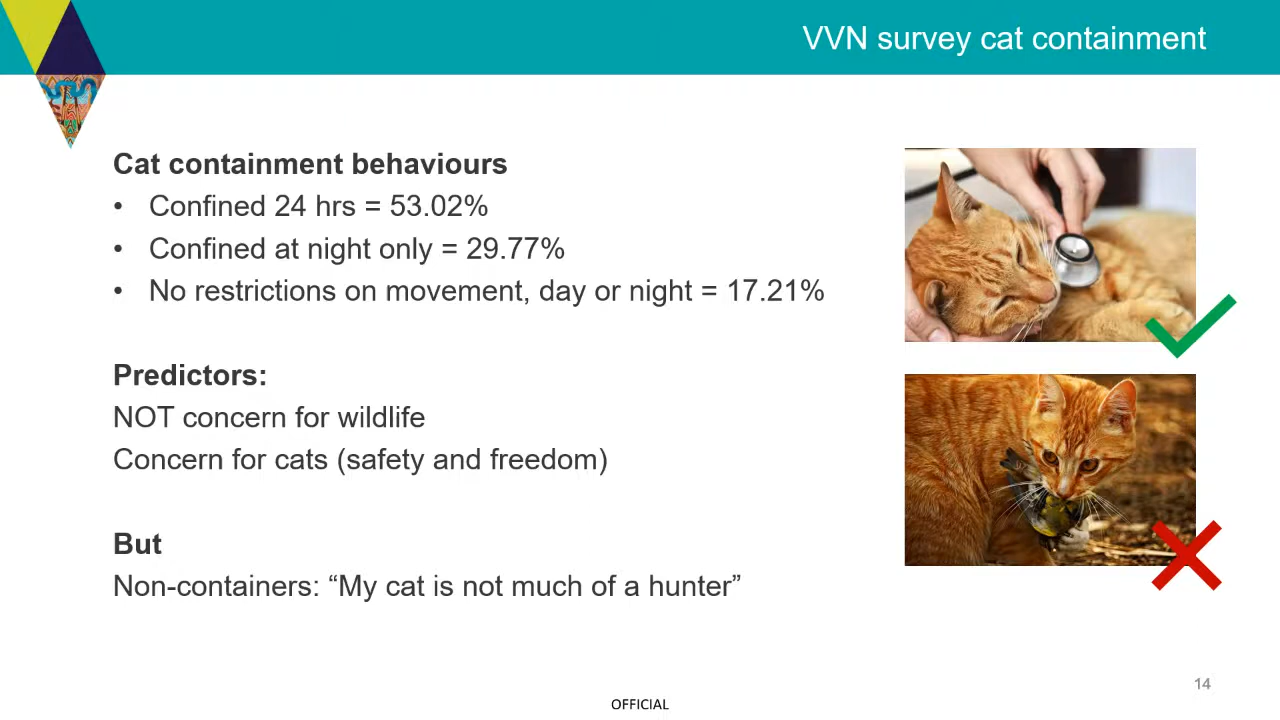 VVN survey cat containment
Cat containment behaviours
• Confined 24 hrs = 53.02%
• Confined at night only = 29.77%
• No restrictions on movement, day or night = 17.21%
Predictors:
NOT concern for wildlife
Concern for cats (safety and freedom)
But
Non-containers: “My cat is not much of a hunter”
14
OFFICIAL